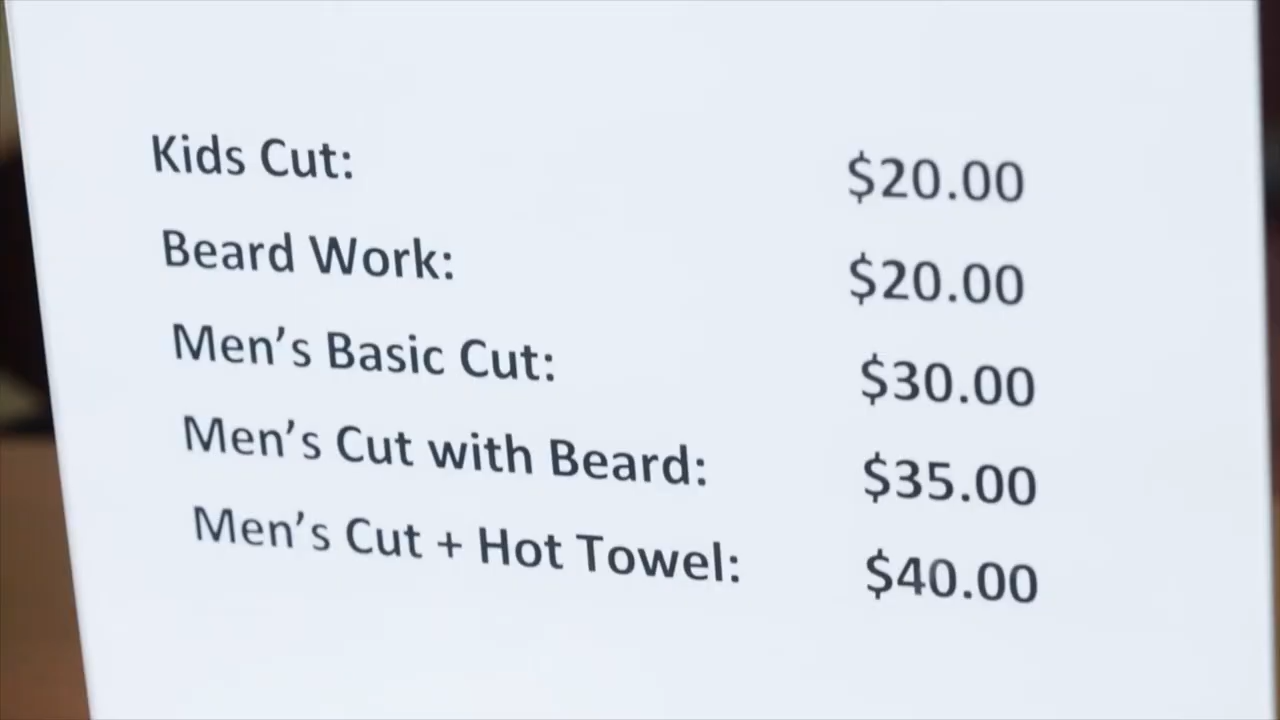 Kids Cut: $20.00
Beard Work: $20.00
Men’s Basic Cut: $30.00
Men’s Cut with Beard: $35.00
Men’s Cut + Hot Towel: $40.00